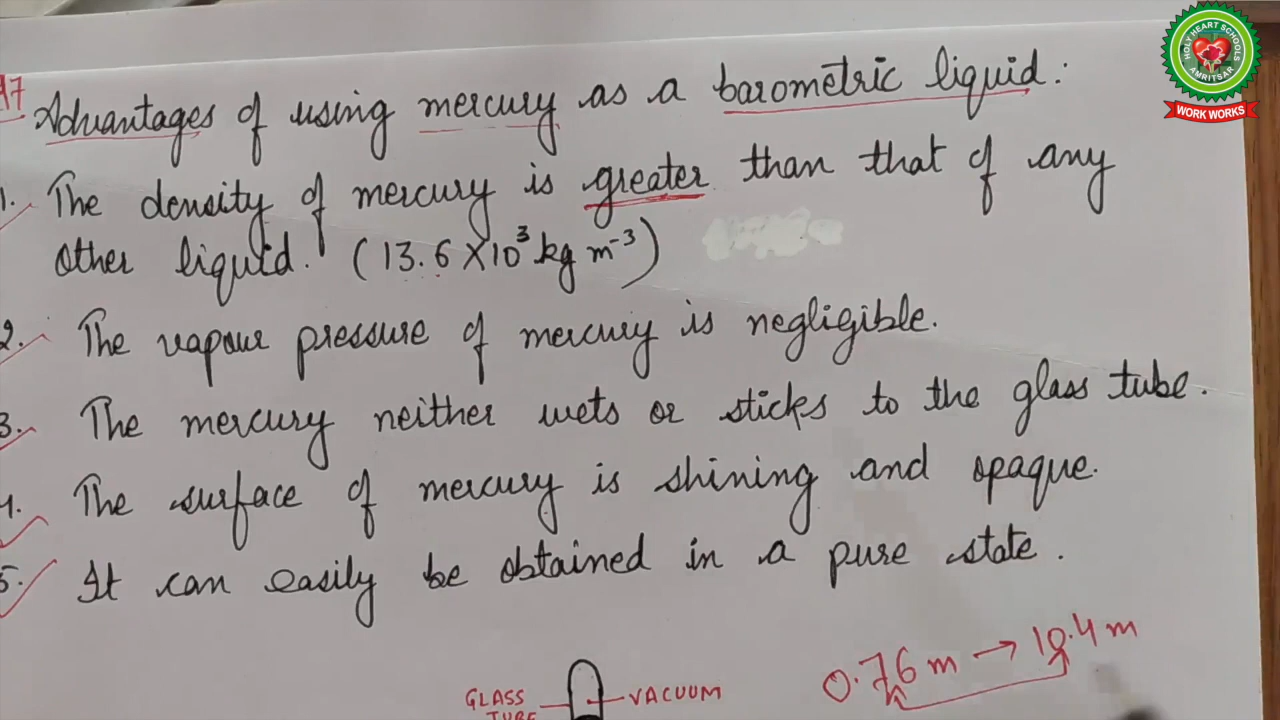 A7 Advantages of using mercury as a barometric liquid:
1. The density of mercury is greater than that of any
other liquid. (13.6 X 10³ kg m⁻³)
2. The vapour pressure of mercury is negligible.
3. The mercury neither wets or sticks to the glass tube.
4. The surface of mercury is shining and opaque.
5. It can easily be obtained in a pure state.
0.76 m → 10.4 m
GLASS TUBE
VACUUM
HOLY HEART SCHOOLS
AMRITSAR
WORK WORKS